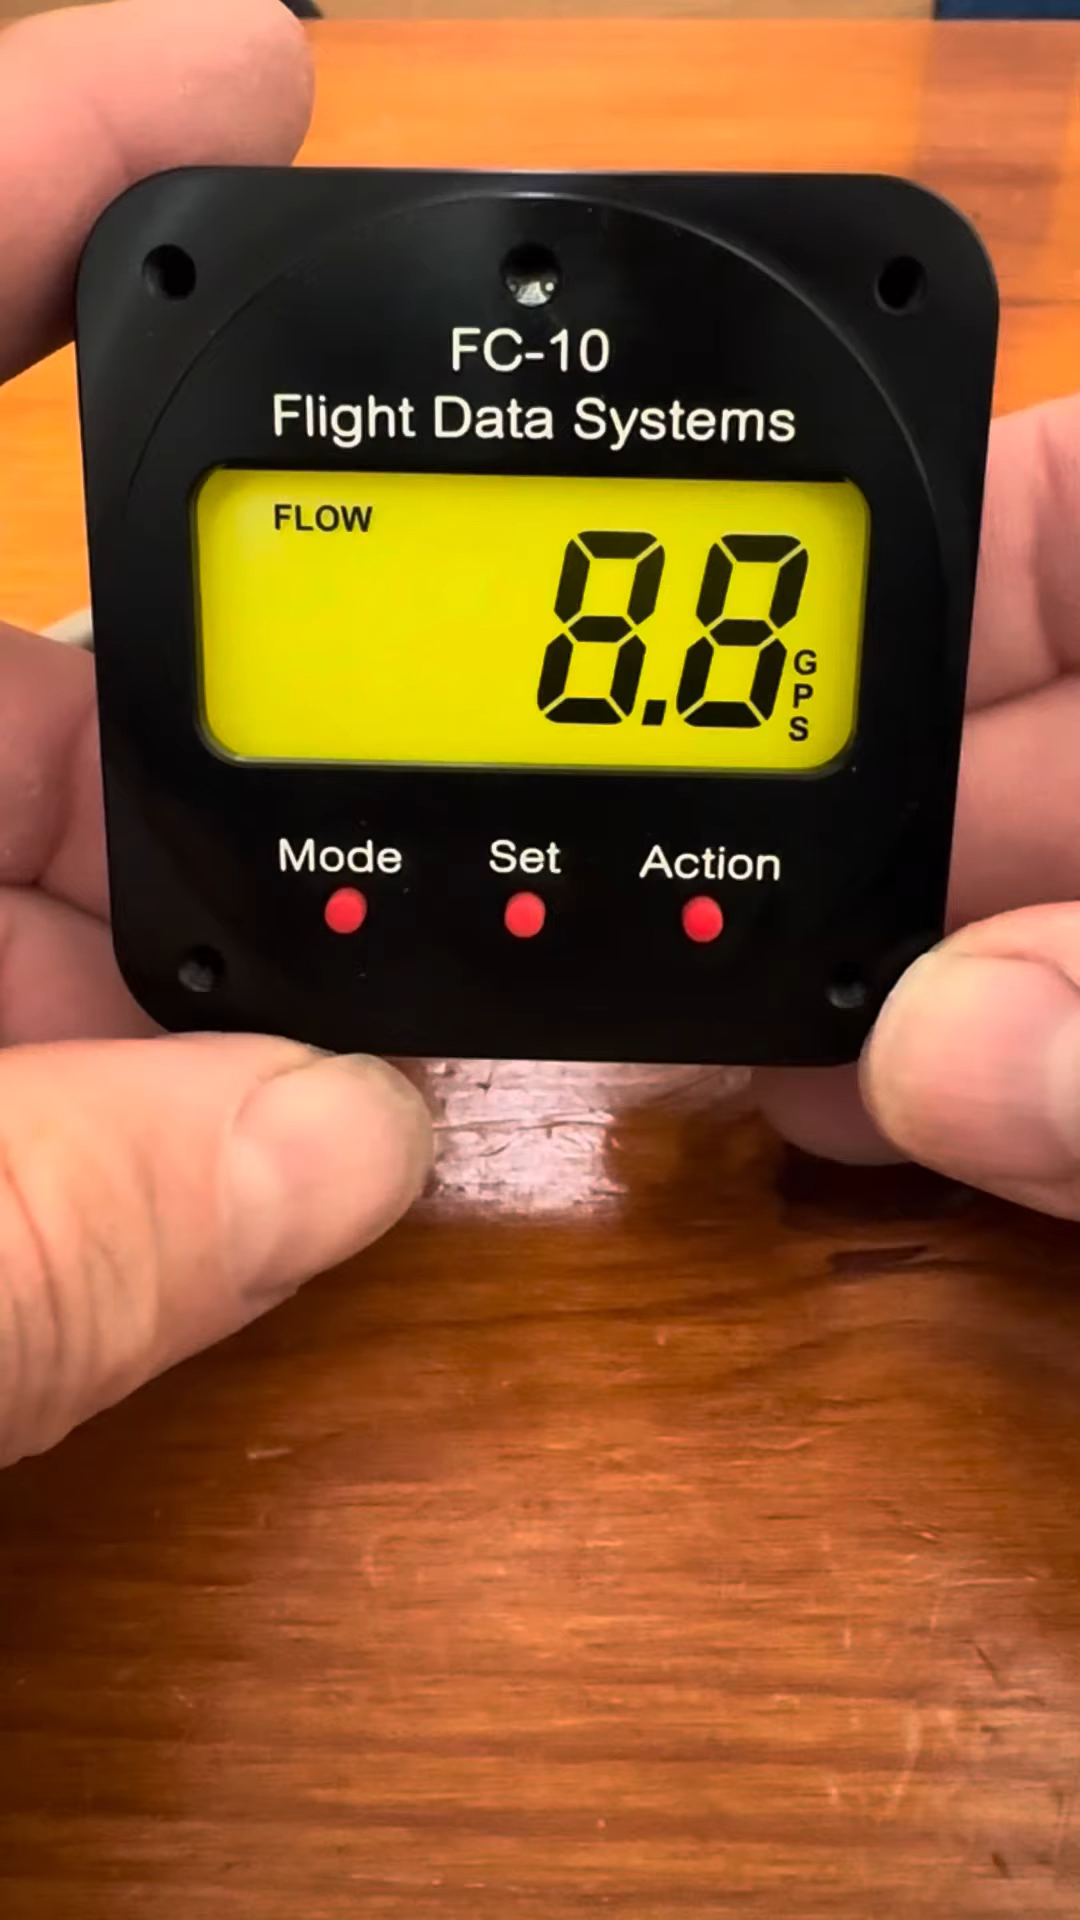 FC-10
Flight Data Systems
FLOW
8.8
G
P
S
Mode Set Action